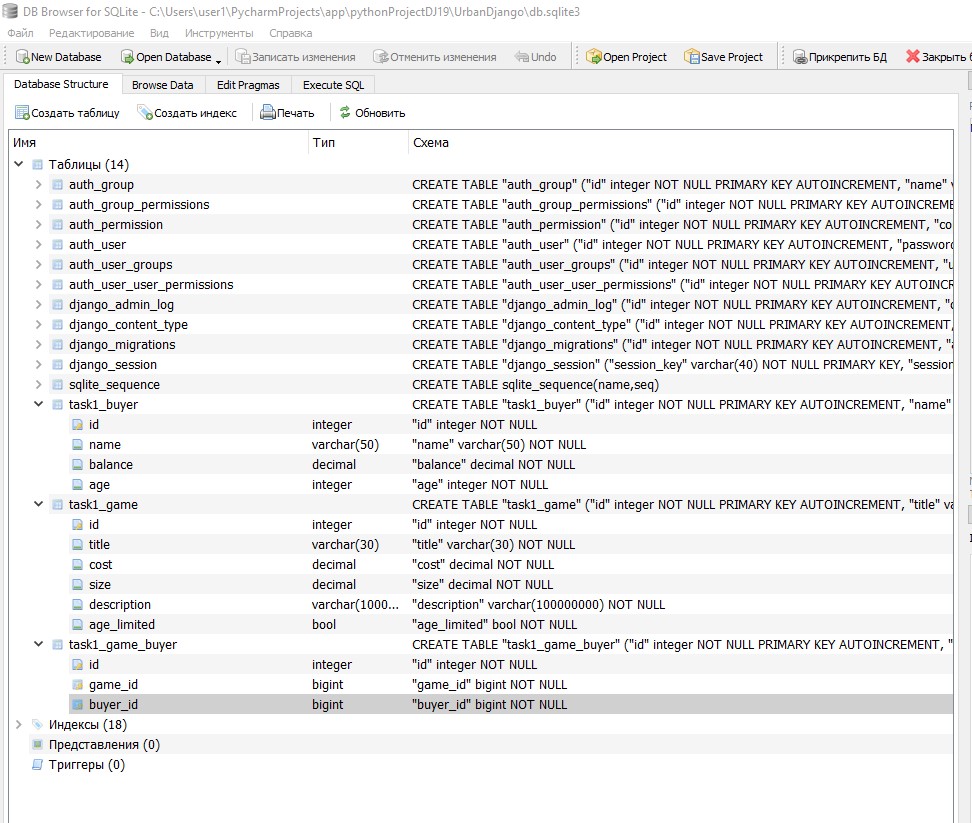 DB Browser for SQLite - C:\Users\user1\PycharmProjects\app\pythonProjectDJ19\UrbanDjango\db.sqlite3
Файл Редактирование Вид Инструменты Справка
New Database Open Database Записать изменения Отменить изменения Undo Open Project Save Project Прикрепить БД Закрыть
Database Structure Browse Data Edit Pragmas Execute SQL
Создать таблицу Создать индекс Печать Обновить
Имя Тип Схема
Таблицы (14)
auth_group CREATE TABLE "auth_group" ("id" integer NOT NULL PRIMARY KEY AUTOINCREMENT, "name"
auth_group_permissions CREATE TABLE "auth_group_permissions" ("id" integer NOT NULL PRIMARY KEY AUTOINCREME
auth_permission CREATE TABLE "auth_permission" ("id" integer NOT NULL PRIMARY KEY AUTOINCREMENT, "co
auth_user CREATE TABLE "auth_user" ("id" integer NOT NULL PRIMARY KEY AUTOINCREMENT, "password
auth_user_groups CREATE TABLE "auth_user_groups" ("id" integer NOT NULL PRIMARY KEY AUTOINCREMENT, "u
auth_user_user_permissions CREATE TABLE "auth_user_user_permissions" ("id" integer NOT NULL PRIMARY KEY AUTOINCR
django_admin_log CREATE TABLE "django_admin_log" ("id" integer NOT NULL PRIMARY KEY AUTOINCREMENT,
django_content_type CREATE TABLE "django_content_type" ("id" integer NOT NULL PRIMARY KEY AUTOINCREMENT,
django_migrations CREATE TABLE "django_migrations" ("id" integer NOT NULL PRIMARY KEY AUTOINCREMENT,
django_session CREATE TABLE "django_session" ("session_key" varchar(40) NOT NULL PRIMARY KEY, "session
sqlite_sequence CREATE TABLE sqlite_sequence(name,seq)
task1_buyer CREATE TABLE "task1_buyer" ("id" integer NOT NULL PRIMARY KEY AUTOINCREMENT, "name"
id integer "id" integer NOT NULL
name varchar(50) "name" varchar(50) NOT NULL
balance decimal "balance" decimal NOT NULL
age integer "age" integer NOT NULL
task1_game CREATE TABLE "task1_game" ("id" integer NOT NULL PRIMARY KEY AUTOINCREMENT, "title" va
id integer "id" integer NOT NULL
title varchar(30) "title" varchar(30) NOT NULL
cost decimal "cost" decimal NOT NULL
size decimal "size" decimal NOT NULL
description varchar(1000... "description" varchar(100000000) NOT NULL
age_limited bool "age_limited" bool NOT NULL
task1_game_buyer CREATE TABLE "task1_game_buyer" ("id" integer NOT NULL PRIMARY KEY AUTOINCREMENT, "
id integer "id" integer NOT NULL
game_id bigint "game_id" bigint NOT NULL
buyer_id bigint "buyer_id" bigint NOT NULL
Индексы (18)
Представления (0)
Триггеры (0)